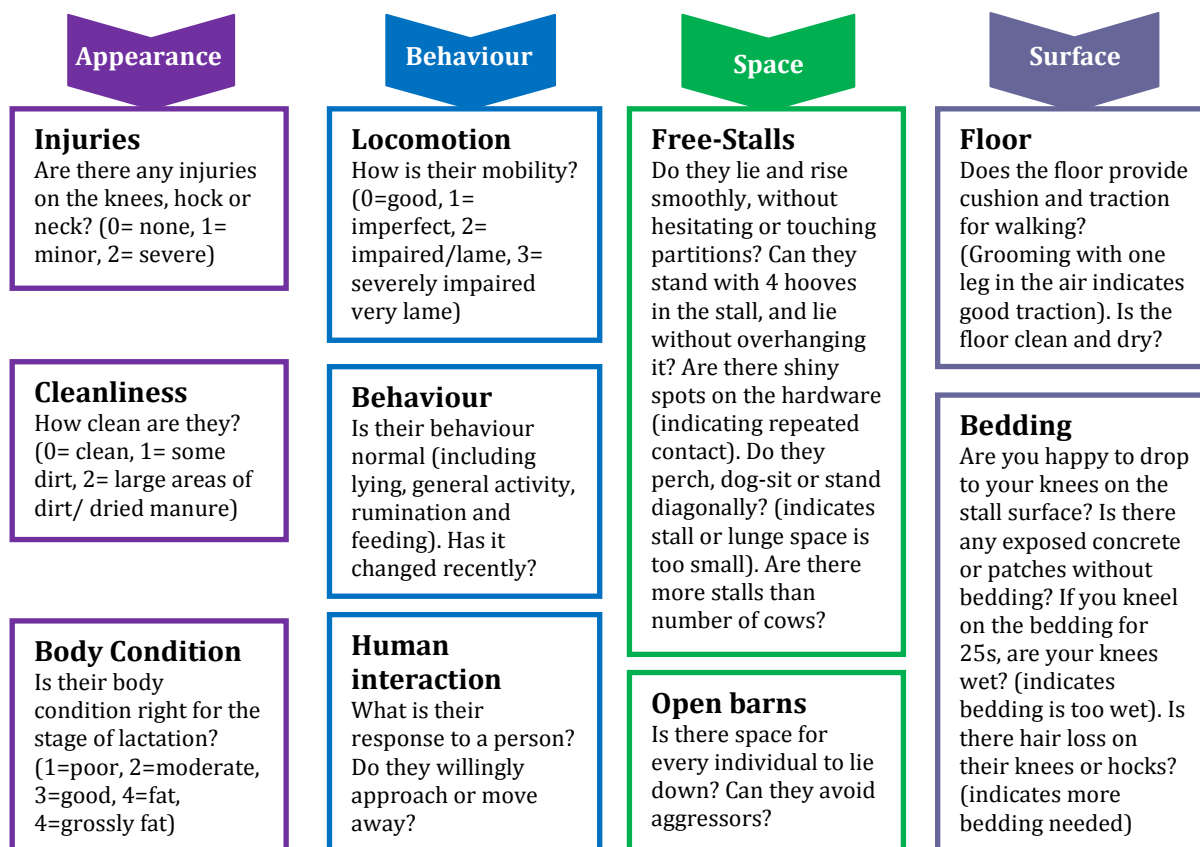 Appearance
Injuries
Are there any injuries
on the knees, hock or
neck? (0= none, 1=
minor, 2= severe)
Cleanliness
How clean are they?
(0= clean, 1= some
dirt, 2= large areas of
dirt/ dried manure)
Body Condition
Is their body
condition right for the
stage of lactation?
(1=poor, 2=moderate,
3=good, 4=fat,
4=grossly fat)
Behaviour
Locomotion
How is their mobility?
(0=good, 1=
imperfect, 2=
impaired/lame, 3=
severely impaired
very lame)
Behaviour
Is their behaviour
normal (including
lying, general activity,
rumination and
feeding). Has it
changed recently?
Human
interaction
What is their
response to a person?
Do they willingly
approach or move
away?
Space
Free-Stalls
Do they lie and rise
smoothly, without
hesitating or touching
partitions? Can they
stand with 4 hooves
in the stall, and lie
without overhanging
it? Are there shiny
spots on the hardware
(indicating repeated
contact). Do they
perch, dog-sit or stand
diagonally? (indicates
stall or lunge space is
too small). Are there
more stalls than
number of cows?
Open barns
Is there space for
every individual to lie
down? Can they avoid
aggressors?
Surface
Floor
Does the floor provide
cushion and traction
for walking?
(Grooming with one
leg in the air indicates
good traction). Is the
floor clean and dry?
Bedding
Are you happy to drop
to your knees on the
stall surface? Is there
any exposed concrete
or patches without
bedding? If you kneel
on the bedding for
25s, are your knees
wet? (indicates
bedding is too wet). Is
there hair loss on
their knees or hocks?
(indicates more
bedding needed)